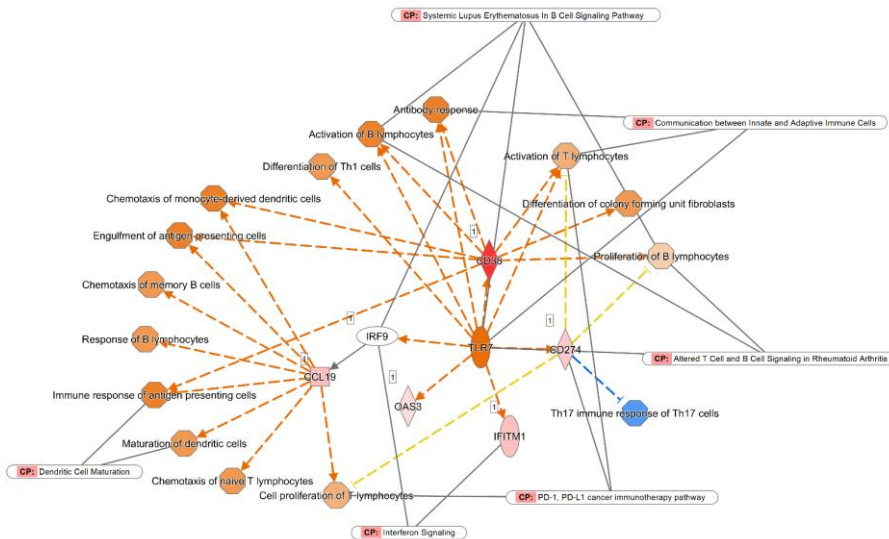 CP: Systemic Lupus Erythematosus In B Cell Signaling Pathway
Antibody response
CP: Communication between Innate and Adaptive Immune Cells
Activation of B lymphocytes
Differentiation of Th1 cells
Activation of T lymphocytes
Chemotaxis of monocyte-derived dendritic cells
Differentiation of colony forming unit fibroblasts
1
Engulfment of antigen-presenting cells
CD38
Proliferation of B lymphocytes
Chemotaxis of memory B cells
1
1
Response of B lymphocytes
IRF9
TLR7
CD274
1
CP: Altered T Cell and B Cell Signaling in Rheumatoid Arthritis
CCL19
1
Immune response of antigen presenting cells
OAS3
1
Th17 immune response of Th17 cells
IFITM1
Maturation of dendritic cells
CP: Dendritic Cell Maturation
Chemotaxis of naive T lymphocytes
Cell proliferation of T lymphocytes
CP: PD-1, PD-L1 cancer immunotherapy pathway
CP: Interferon Signaling